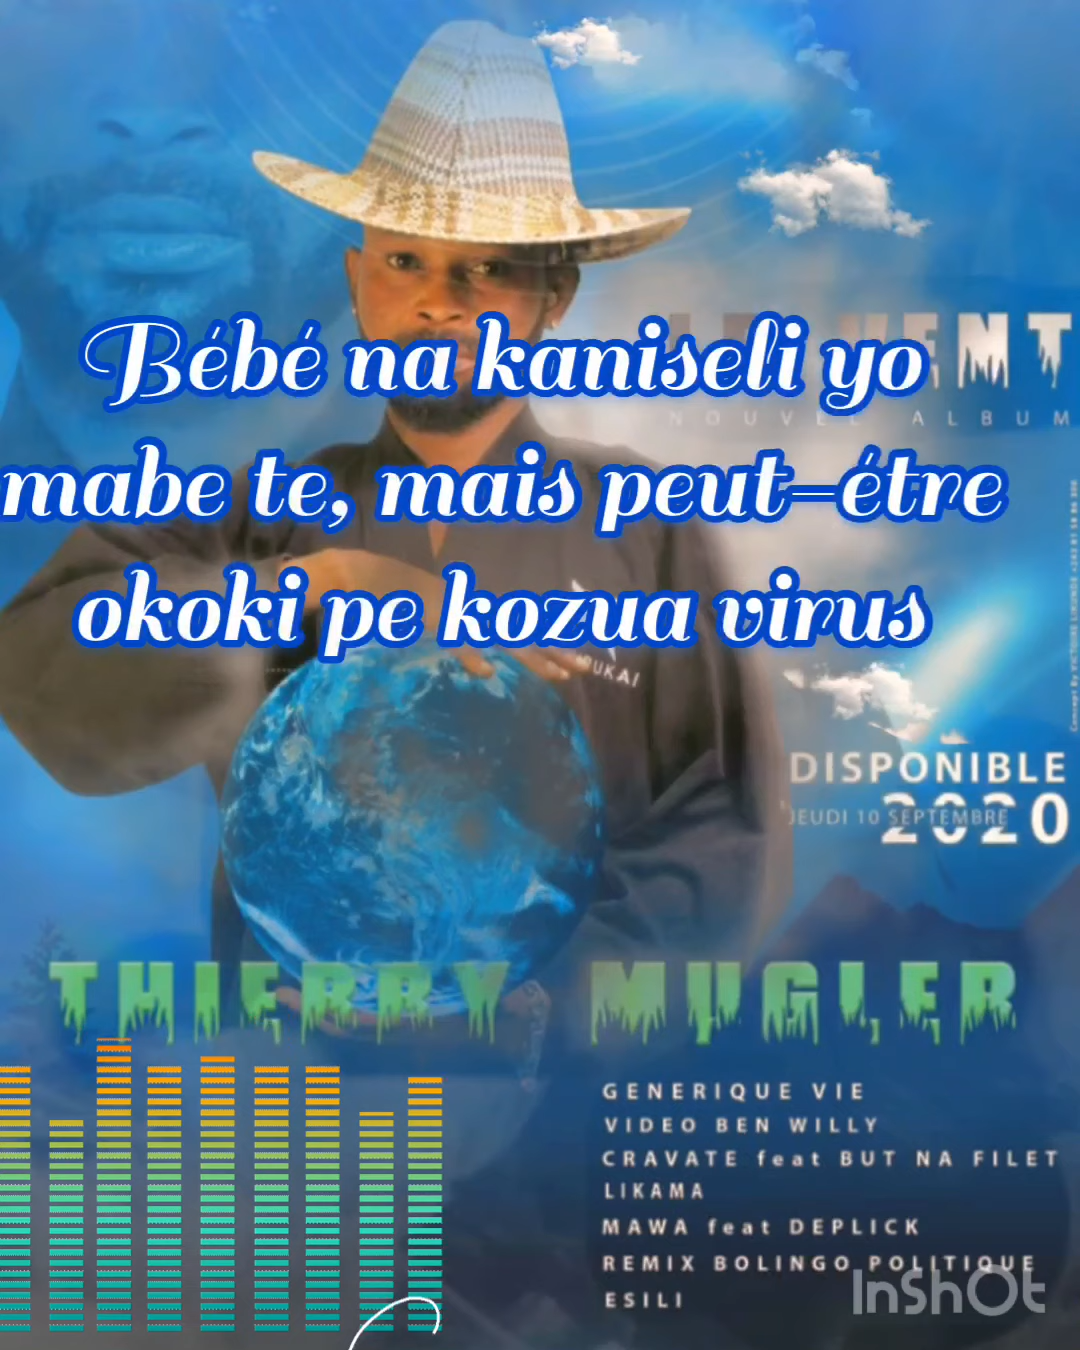 Bébé na kaniseli yo
mabe te, mais peut-étre
okoki pe kozua virus
NOUVEL ALBUM
DISPONIBLE
JEUDI 10 SEPTEMBRE
2020
THIERRY MUGLER
GENERIQUE VIE
VIDEO BEN WILLY
CRAVATE feat BUT NA FILET
LIKAMA
MAWA feat DEPLICK
REMIX BOLINGO POLITIQUE
ESILI
InShOt